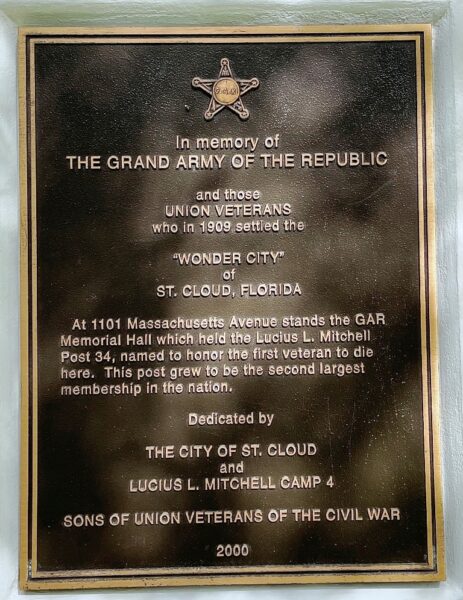 In memory of
THE GRAND ARMY OF THE REPUBLIC
and those
UNION VETERANS
who in 1909 settled the
"WONDER CITY"
of
ST. CLOUD, FLORIDA
At 1101 Massachusetts Avenue stands the GAR
Memorial Hall which held the Lucius L. Mitchell
Post 34, named to honor the first veteran to die
here. This post grew to be the second largest
membership in the nation.
Dedicated by
THE CITY OF ST. CLOUD
and
LUCIUS L. MITCHELL CAMP 4
SONS OF UNION VETERANS OF THE CIVIL WAR
2000